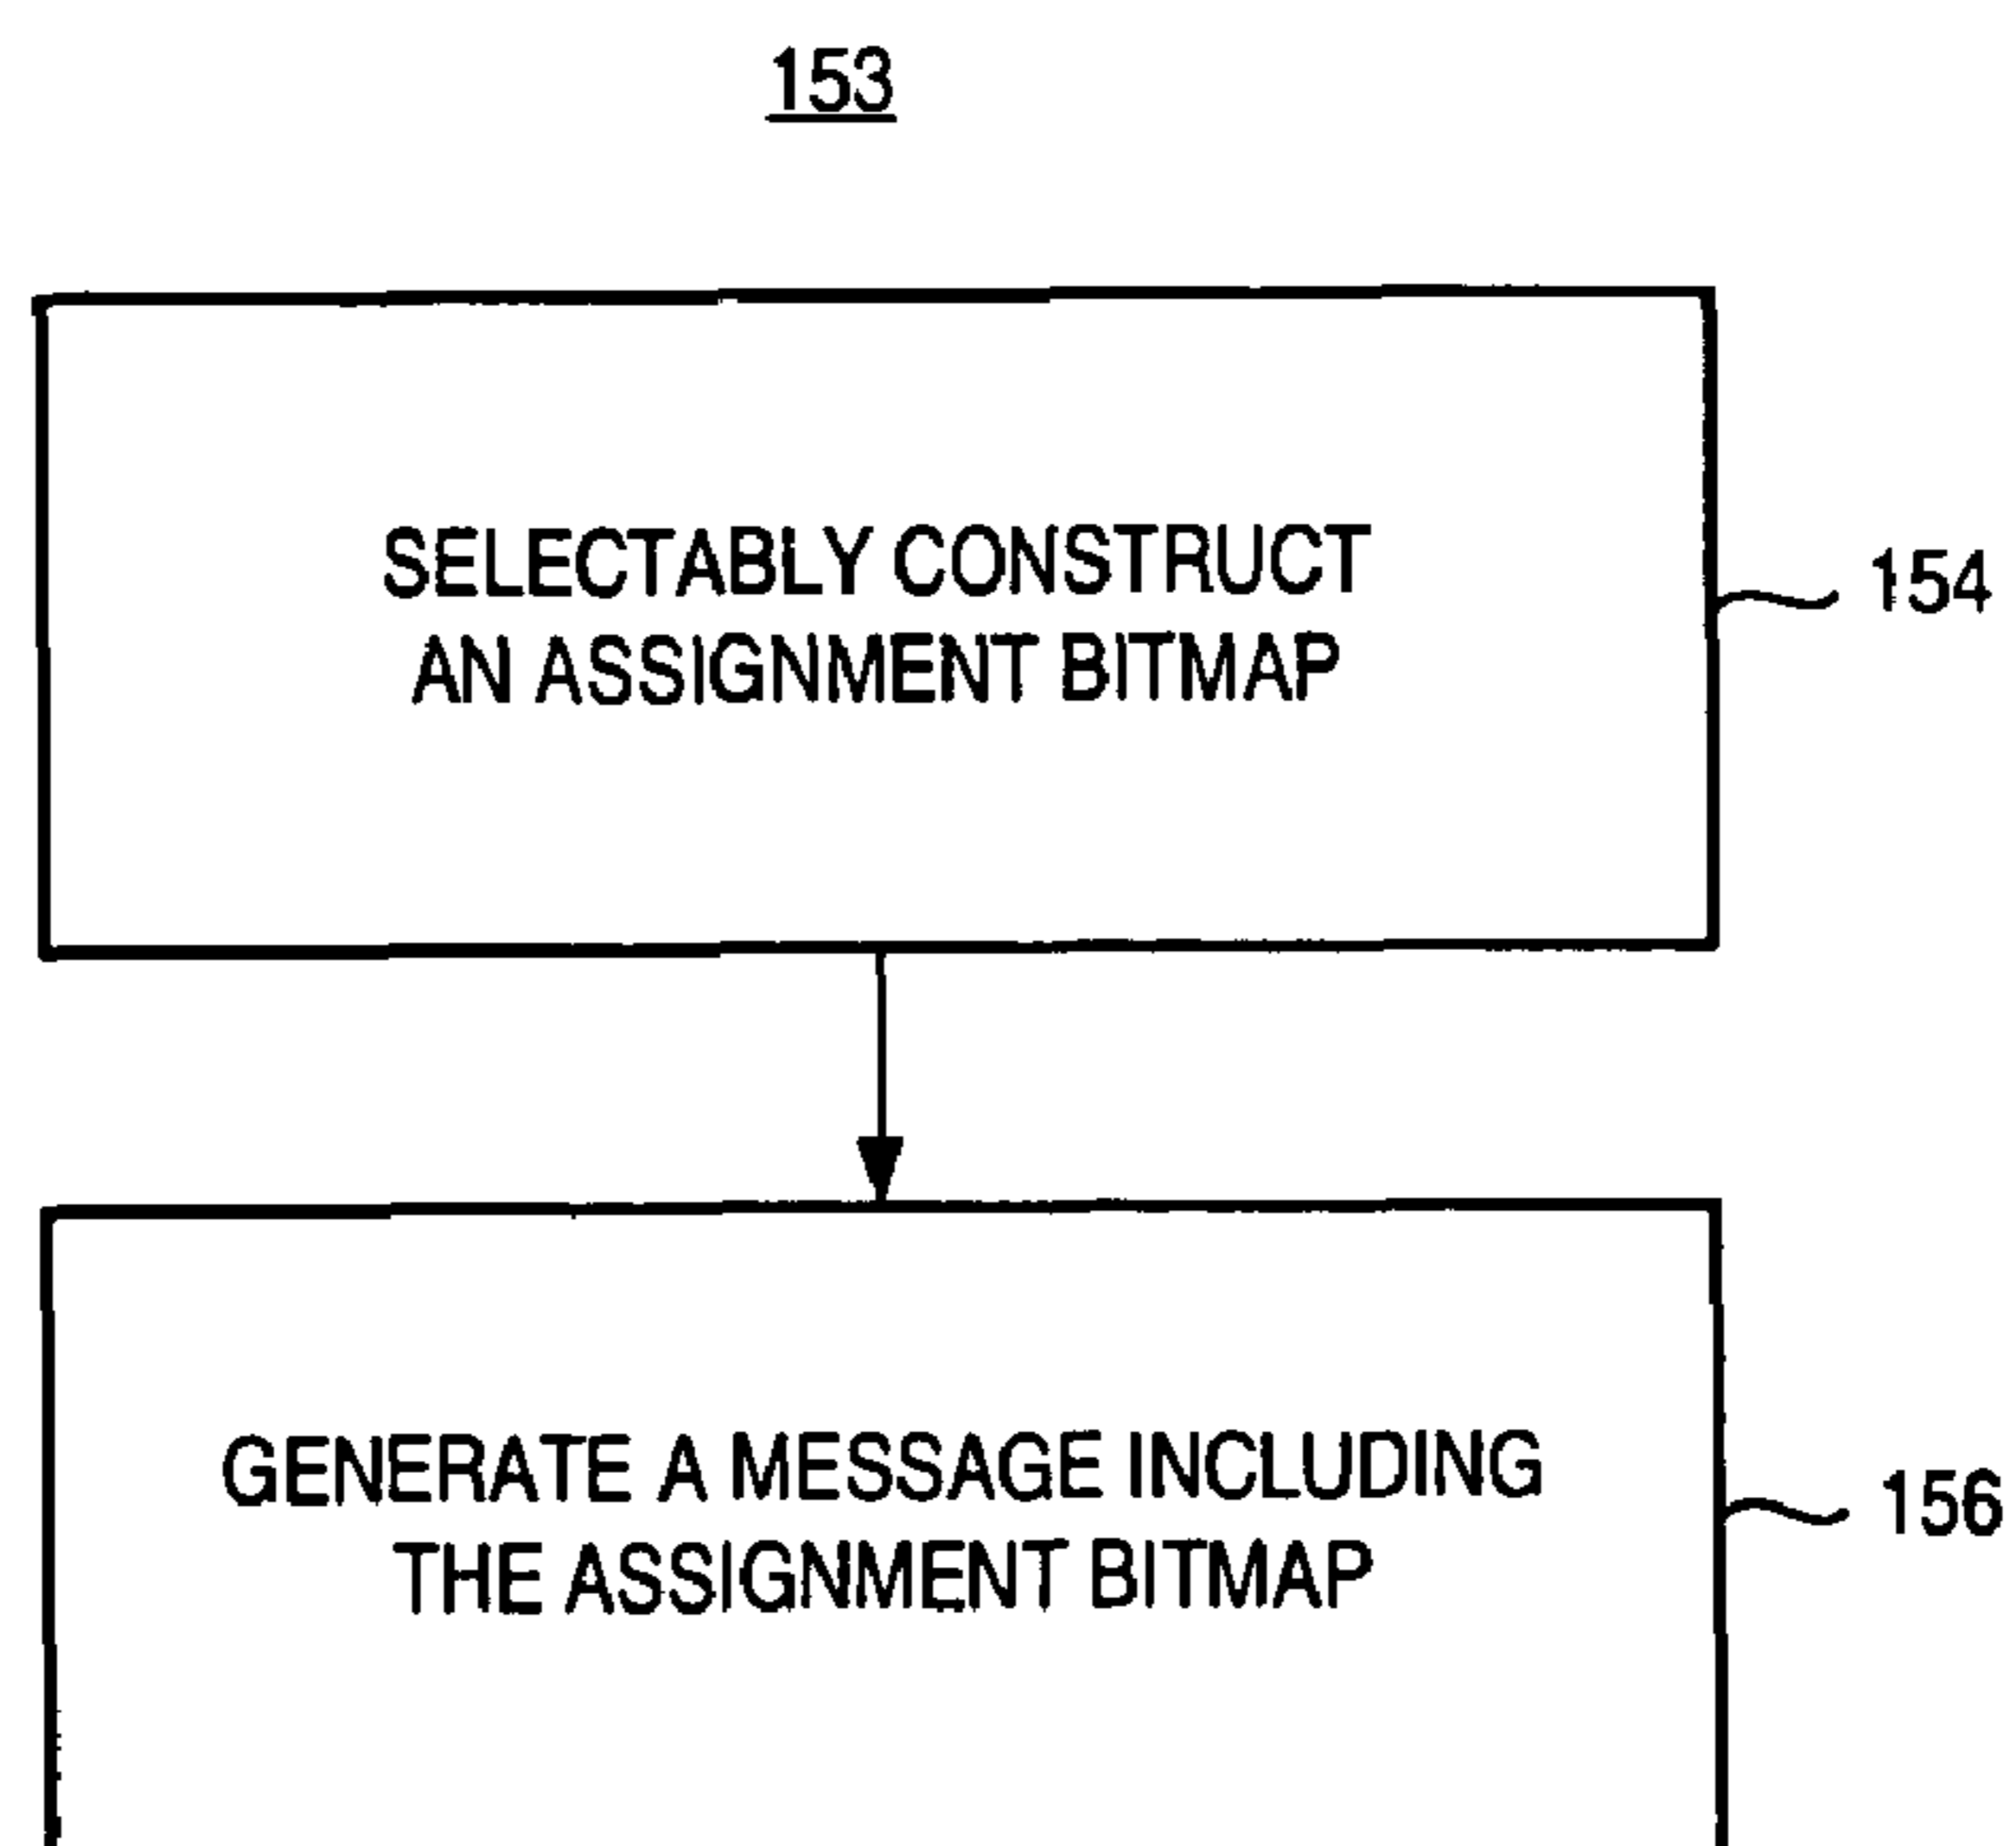 153
SELECTABLY CONSTRUCT
AN ASSIGNMENT BITMAP
154
GENERATE A MESSAGE INCLUDING
THE ASSIGNMENT BITMAP
156